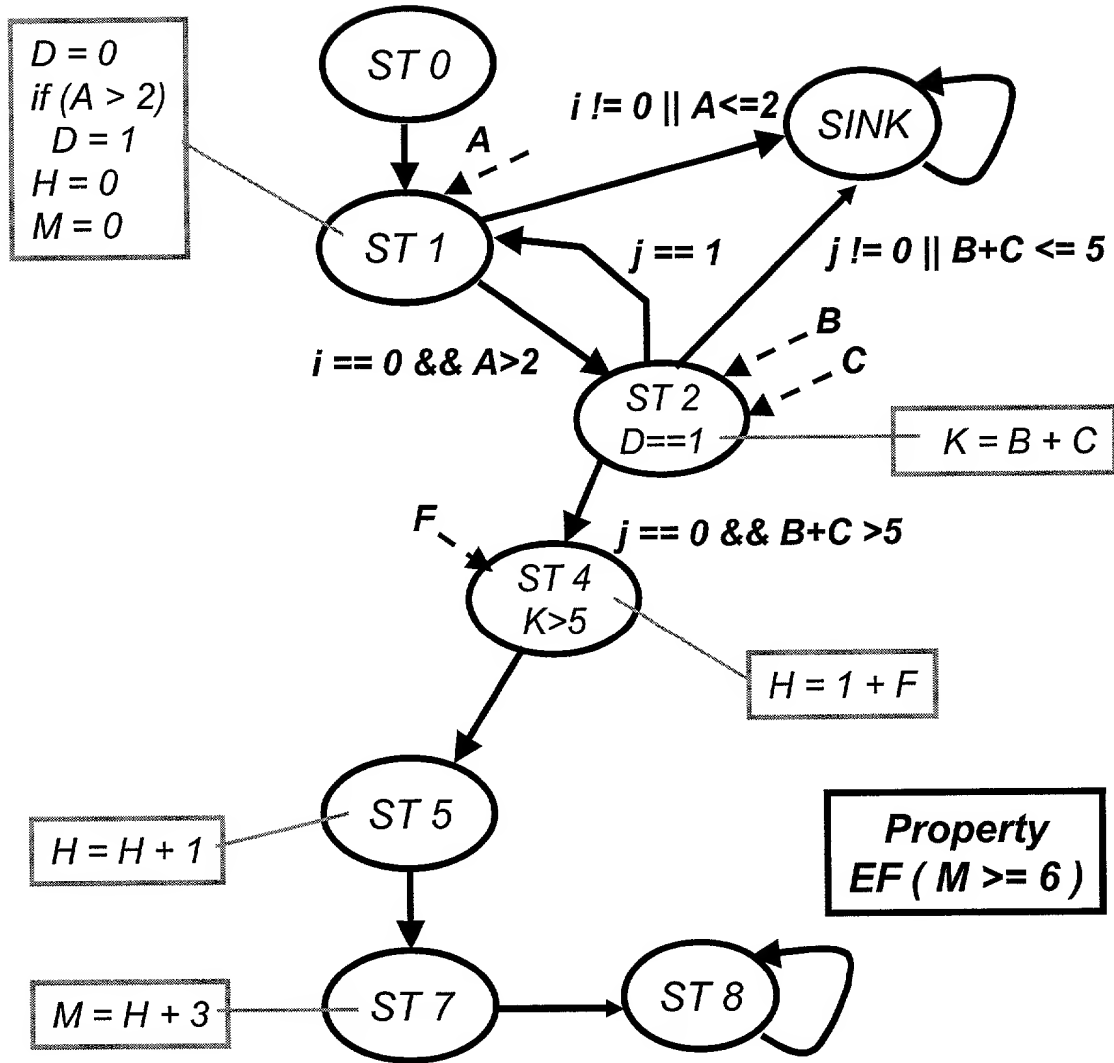 D = 0
if (A > 2)
D = 1
H = 0
M = 0
ST 0
A
i != 0 || A<=2
SINK
ST 1
j == 1
j != 0 || B+C <= 5
i == 0 && A>2
B
C
ST 2
D==1
K = B + C
F
j == 0 && B+C >5
ST 4
K>5
H = 1 + F
ST 5
H = H + 1
Property
EF ( M >= 6 )
M = H + 3
ST 7
ST 8